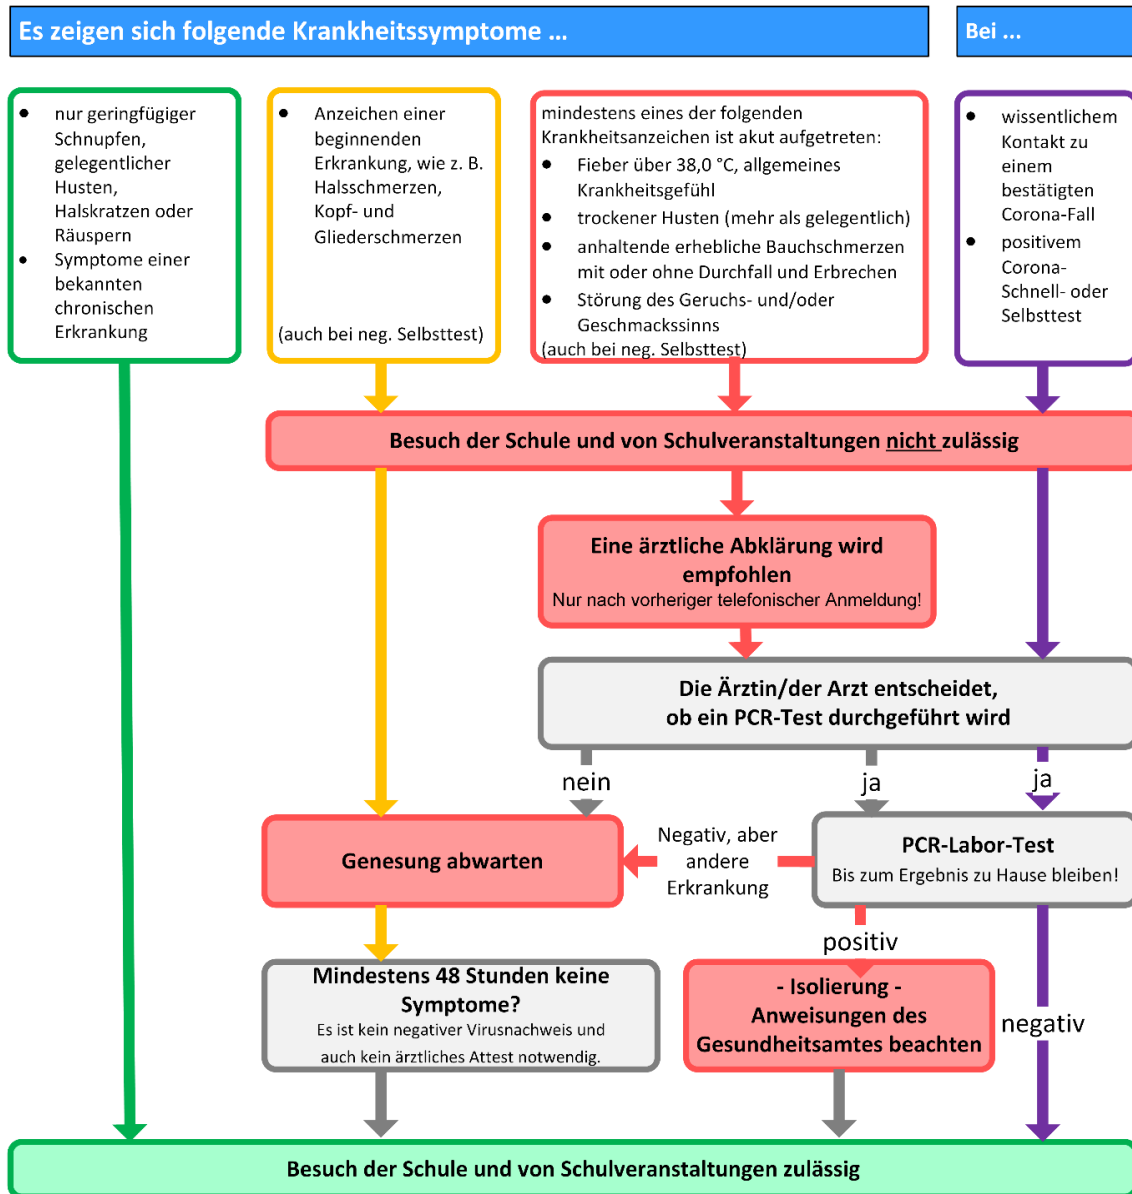 Es zeigen sich folgende Krankheitssymptome ...
Bei ...
nur geringfügiger
Schnupfen,
gelegentlicher
Husten,
Halskratzen oder
Räuspern
Symptome einer
bekannten
chronischen
Erkrankung
Anzeichen einer
beginnenden
Erkrankung, wie z. B.
Halsschmerzen,
Kopf- und
Gliederschmerzen
(auch bei neg. Selbsttest)
mindestens eines der folgenden
Krankheitsanzeichen ist akut aufgetreten:
Fieber über 38,0 °C, allgemeines
Krankheitsgefühl
trockener Husten (mehr als gelegentlich)
anhaltende erhebliche Bauchschmerzen
mit oder ohne Durchfall und Erbrechen
Störung des Geruchs- und/oder
Geschmackssinns
(auch bei neg. Selbsttest)
wissentlichem
Kontakt zu
einem
bestätigten
Corona-Fall
positivem
Corona-
Schnell- oder
Selbsttest
Besuch der Schule und von Schulveranstaltungen nicht zulässig
Eine ärztliche Abklärung wird
empfohlen
Nur nach vorheriger telefonischer Anmeldung!
Die Ärztin/der Arzt entscheidet,
ob ein PCR-Test durchgeführt wird
nein
ja
ja
Genesung abwarten
Negativ, aber
andere
Erkrankung
PCR-Labor-Test
Bis zum Ergebnis zu Hause bleiben!
positiv
Mindestens 48 Stunden keine
Symptome?
Es ist kein negativer Virusnachweis und
auch kein ärztliches Attest notwendig.
- Isolierung -
Anweisungen des
Gesundheitsamtes beachten
negativ
Besuch der Schule und von Schulveranstaltungen zulässig